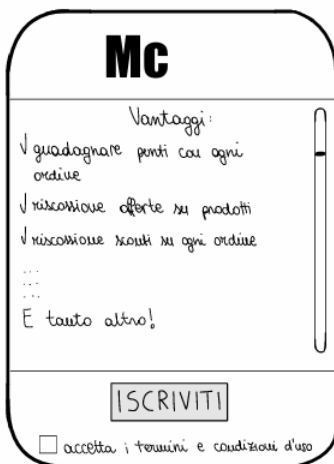 Mc
Vantaggi:
√ guadagnare punti con ogni
ordine
√ riscossione offerte su prodotti
√ riscossione sconti su ogni ordine
...
...
...
E tanto altro!
ISCRIVITI
accetta i termini e condizioni d'uso